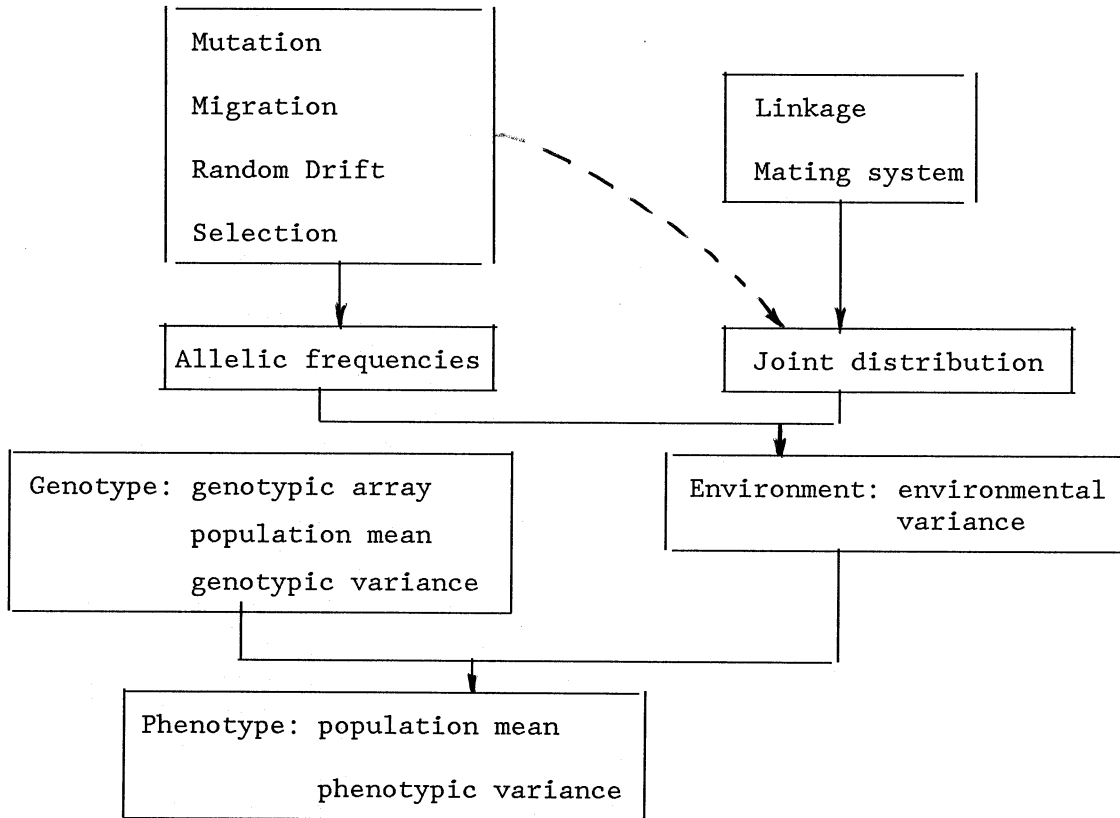 Mutation
Migration
Random Drift
Selection
Linkage
Mating system
Allelic frequencies
Joint distribution
Genotype: genotypic array
population mean
genotypic variance
Environment: environmental
variance
Phenotype: population mean
phenotypic variance